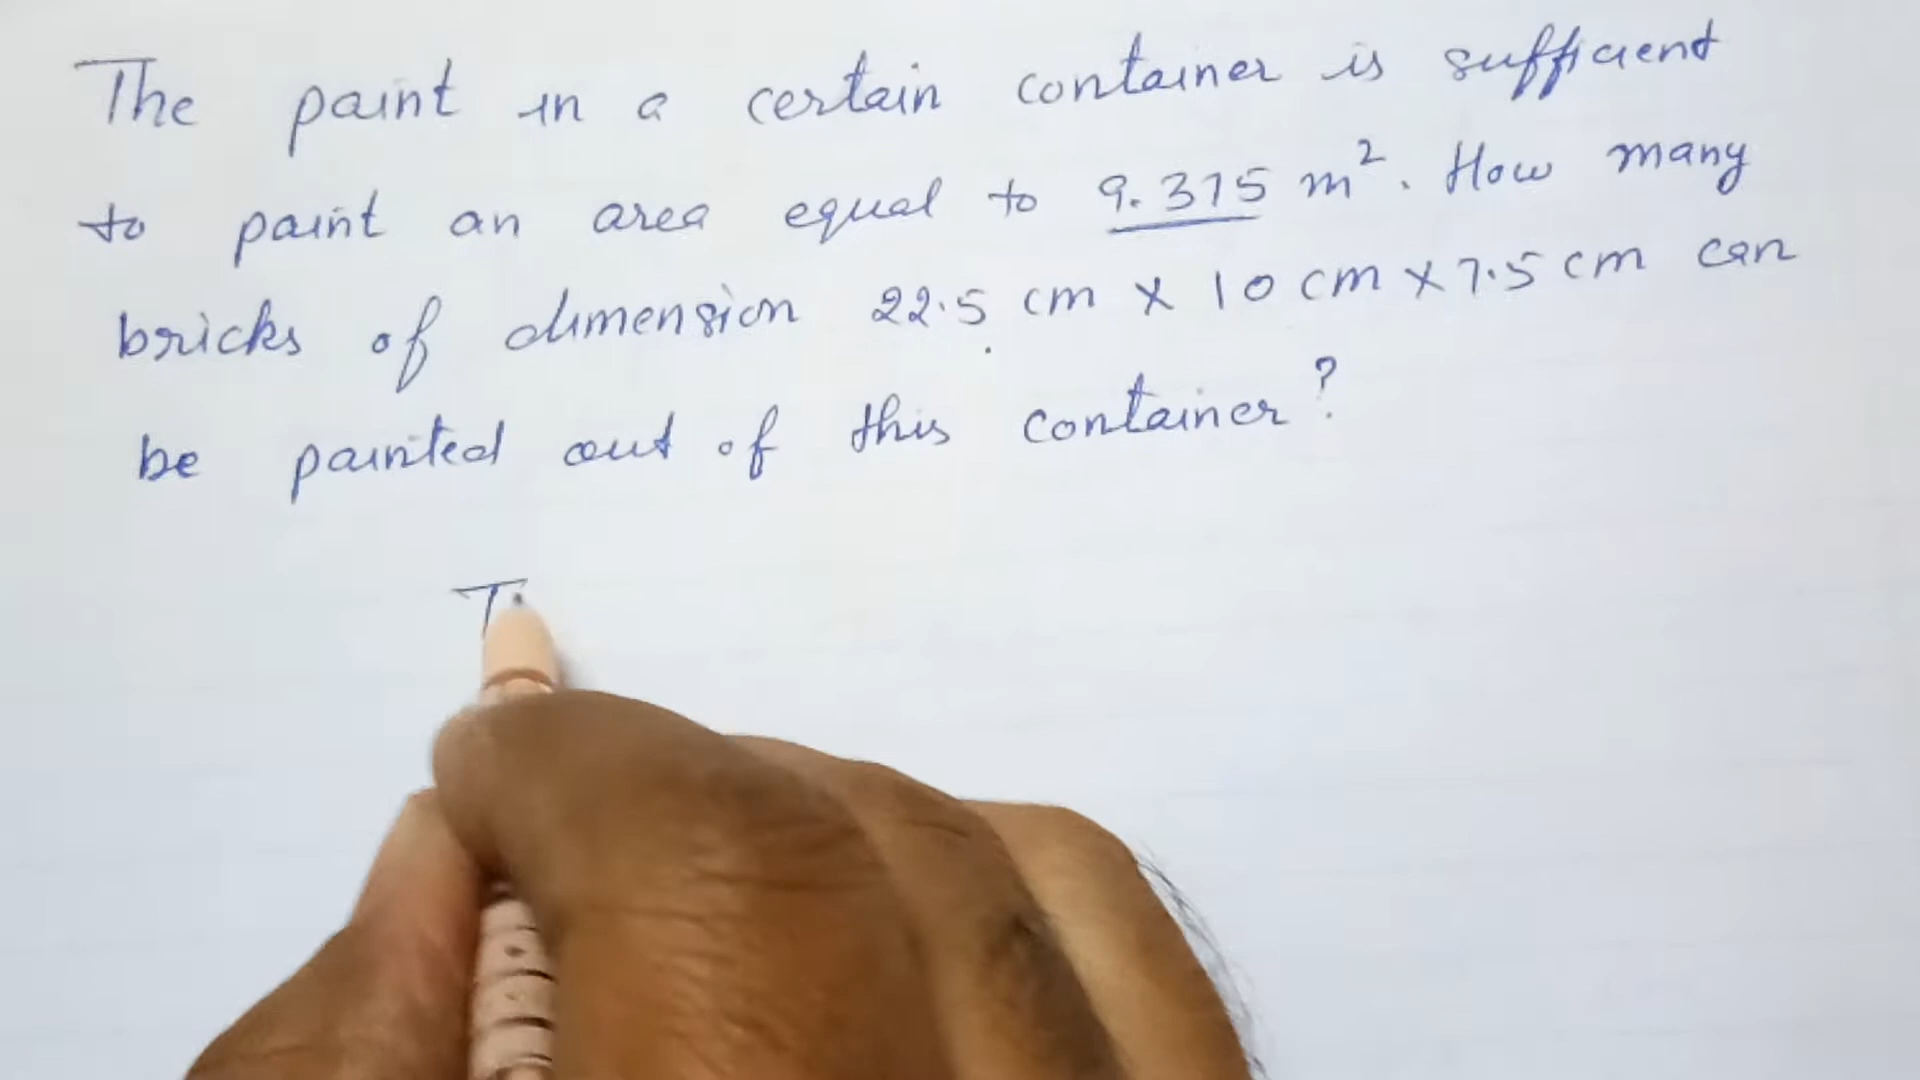 The paint in a certain container is sufficient
to paint an area equal to 9.375 m². How many
bricks of dimension 22.5 cm x 10 cm x 7.5 cm can
be painted out of this container?
T